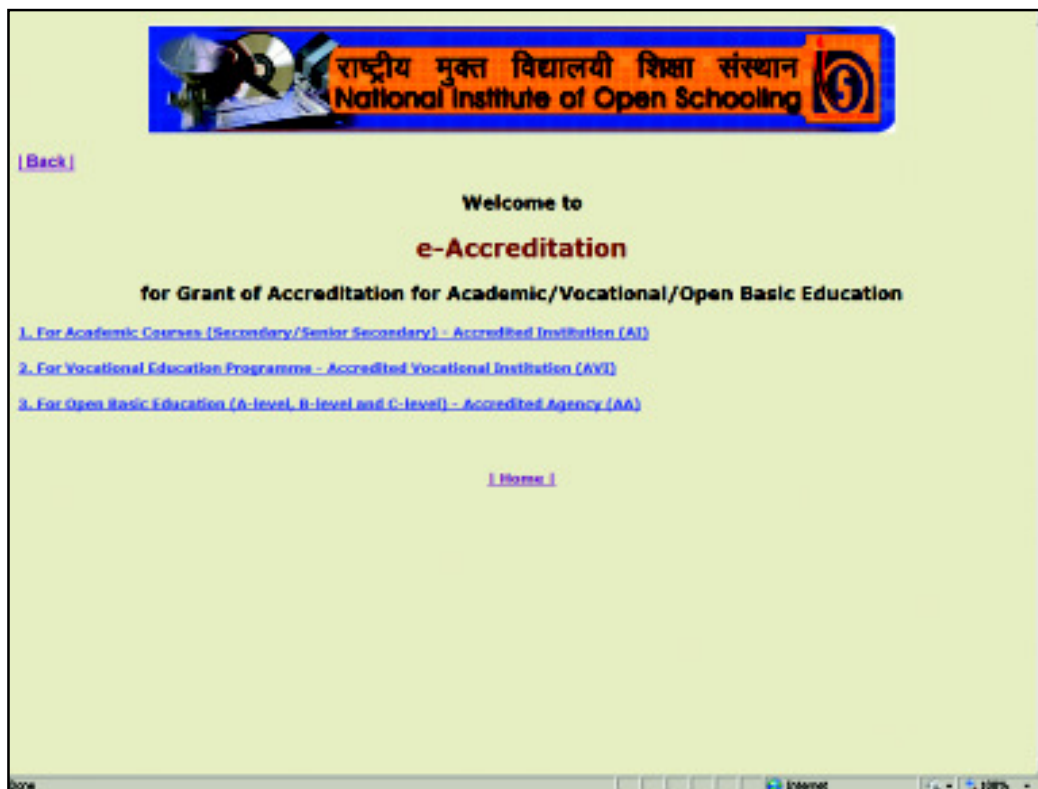 राष्ट्रीय मुक्त विद्यालयी शिक्षा संस्थान
National Institute of Open Schooling
| Back |
Welcome to
e-Accreditation
for Grant of Accreditation for Academic/Vocational/Open Basic Education
1. For Academic Courses (Secondary/Senior Secondary) - Accredited Institution (AI)
2. For Vocational Education Programme - Accredited Vocational Institution (AVI)
3. For Open Basic Education (A-level, B-level and C-level) - Accredited Agency (AA)
| Home |
Done Internet 100%